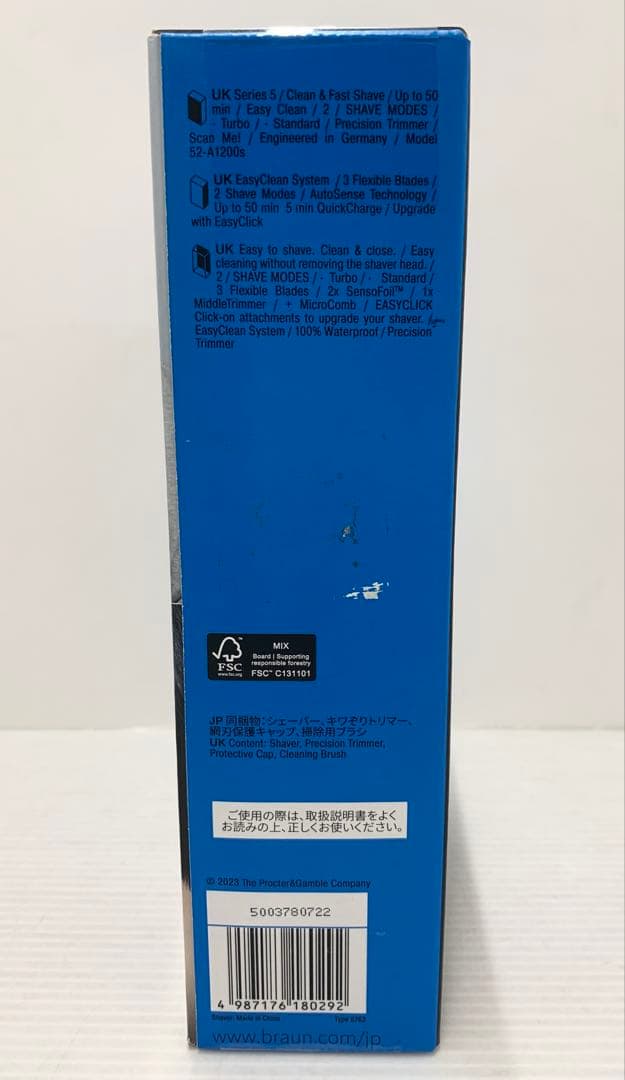 UK Series 5 / Clean & Fast Shave / Up to 50
min / Easy Clean / 2 / SHAVE MODES /
· Turbo / · Standard / Precision Trimmer /
Scan Me! / Engineered in Germany / Model
52-A1200s
UK EasyClean System / 3 Flexible Blades /
2 Shave Modes / AutoSense Technology /
Up to 50 min 5 min QuickCharge / Upgrade
with EasyClick
UK Easy to shave. Clean & close. / Easy
cleaning without removing the shaver head. /
2 / SHAVE MODES / · Turbo / · Standard /
3 Flexible Blades / 2x SensoFoil™ / 1x
MiddleTrimmer / + MicroComb / EASYCLICK
Click-on attachments to upgrade your shaver.
EasyClean System / 100% Waterproof / Precision
Trimmer
FSC
www.fsc.org
MIX
Board | Supporting
responsible forestry
FSC™ C131101
JP 同梱物:シェーバー、キワぞりトリマー、
網刃保護キャップ、掃除用ブラシ
UK Content: Shaver, Precision Trimmer,
Protective Cap, Cleaning Brush
ご使用の際は、取扱説明書をよく
お読みの上、正しくお使いください。
© 2023 The Procter&Gamble Company
5003780722
4 987176 180292
Shaver: Made in China
www.braun.com/jp